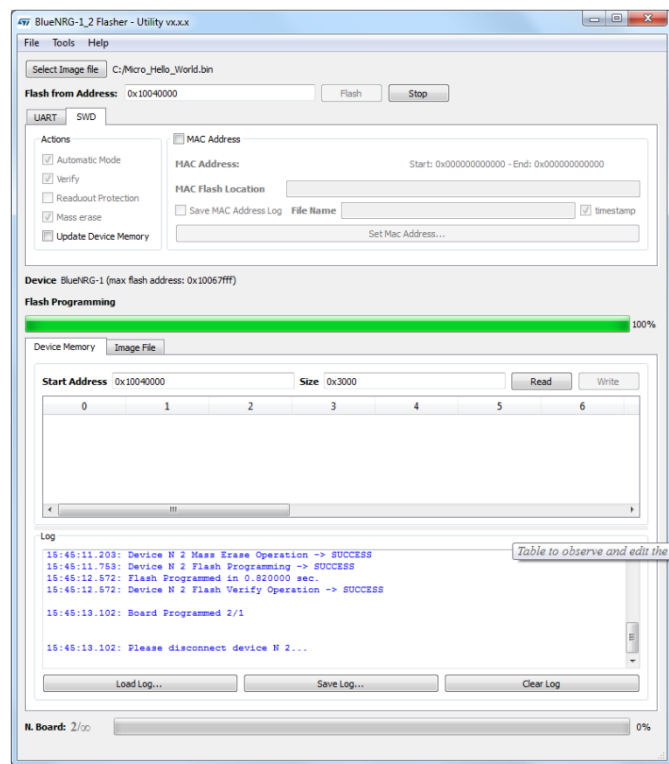 BlueNRG-1_2 Flasher - Utility vx.x.x
File Tools Help
Select Image file C:/Micro_Hello_World.bin
Flash from Address: 0x10040000 Flash Stop
UART SWD
Actions MAC Address
Automatic Mode MAC Address: Start: 0x000000000000 - End: 0x000000000000
Verify
MAC Flash Location
Readuout Protection
Save MAC Address Log File Name timestamp
Mass erase
Update Device Memory Set Mac Address...
Device BlueNRG-1 (max flash address: 0x10067fff)
Flash Programming
100%
Device Memory Image File
Start Address 0x10040000 Size 0x3000 Read Write
0 1 2 3 4 5 6
Log
15:45:11.203: Device N 2 Mass Erase Operation -> SUCCESS
Table to observe and edit the
15:45:11.753: Device N 2 Flash Programming -> SUCCESS
15:45:12.572: Flash Programmed in 0.820000 sec.
15:45:12.572: Device N 2 Flash Verify Operation -> SUCCESS
15:45:13.102: Board Programmed 2/1
15:45:13.102: Please disconnect device N 2...
Load Log... Save Log... Clear Log
N. Board: 2/∞ 0%